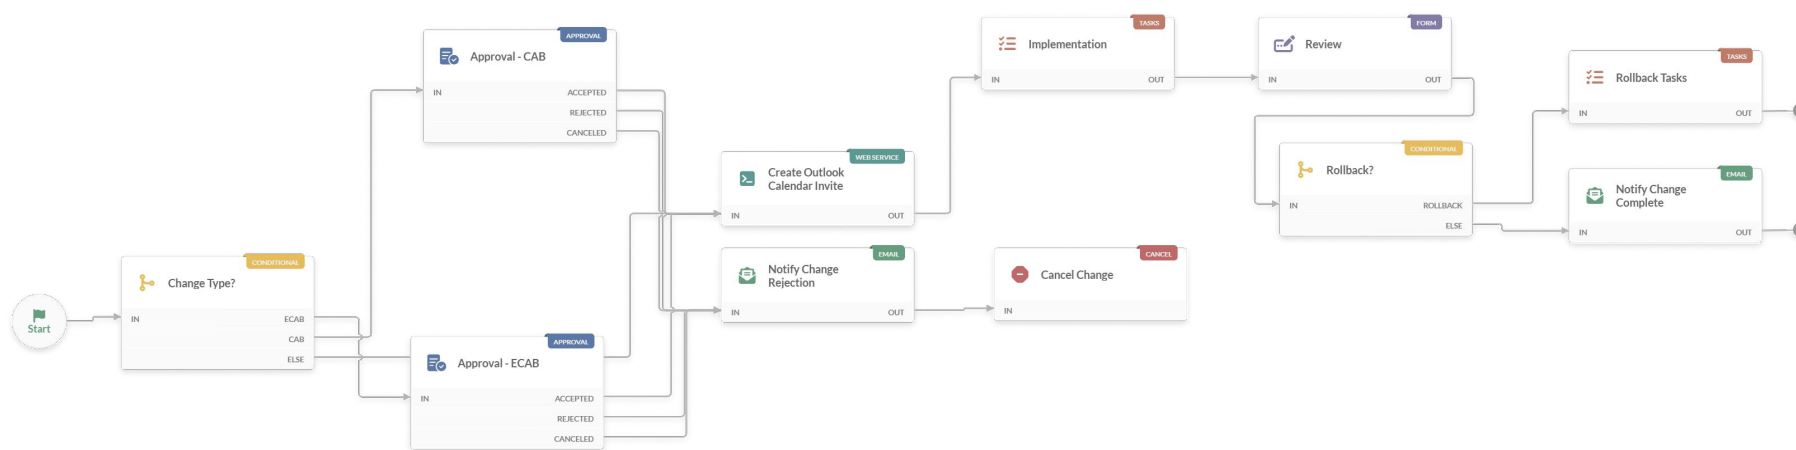 Start
CONDITIONAL
Change Type?
IN
ECAB
CAB
ELSE
APPROVAL
Approval - CAB
IN
ACCEPTED
REJECTED
CANCELED
APPROVAL
Approval - ECAB
IN
ACCEPTED
REJECTED
CANCELED
WEB SERVICE
Create Outlook
Calendar Invite
IN
OUT
EMAIL
Notify Change
Rejection
IN
OUT
TASKS
Implementation
IN
OUT
CANCEL
Cancel Change
IN
FORM
Review
IN
OUT
CONDITIONAL
Rollback?
IN
ROLLBACK
ELSE
TASKS
Rollback Tasks
IN
OUT
EMAIL
Notify Change
Complete
IN
OUT